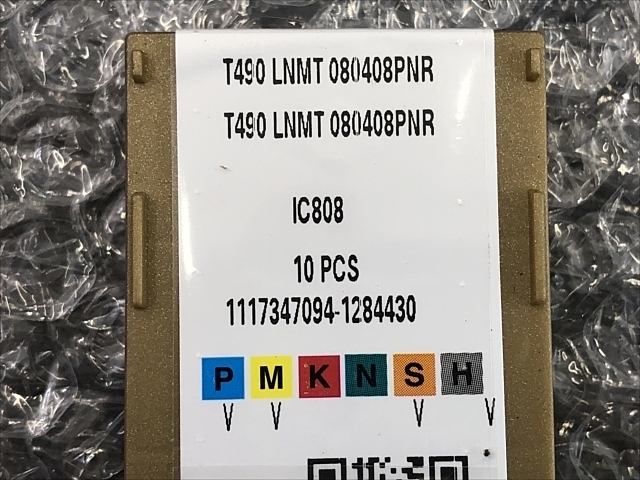 T490 LNMT 080408PNR
T490 LNMT 080408PNR
IC808
10 PCS
1117347094-1284430
P M K N S H
V V V V